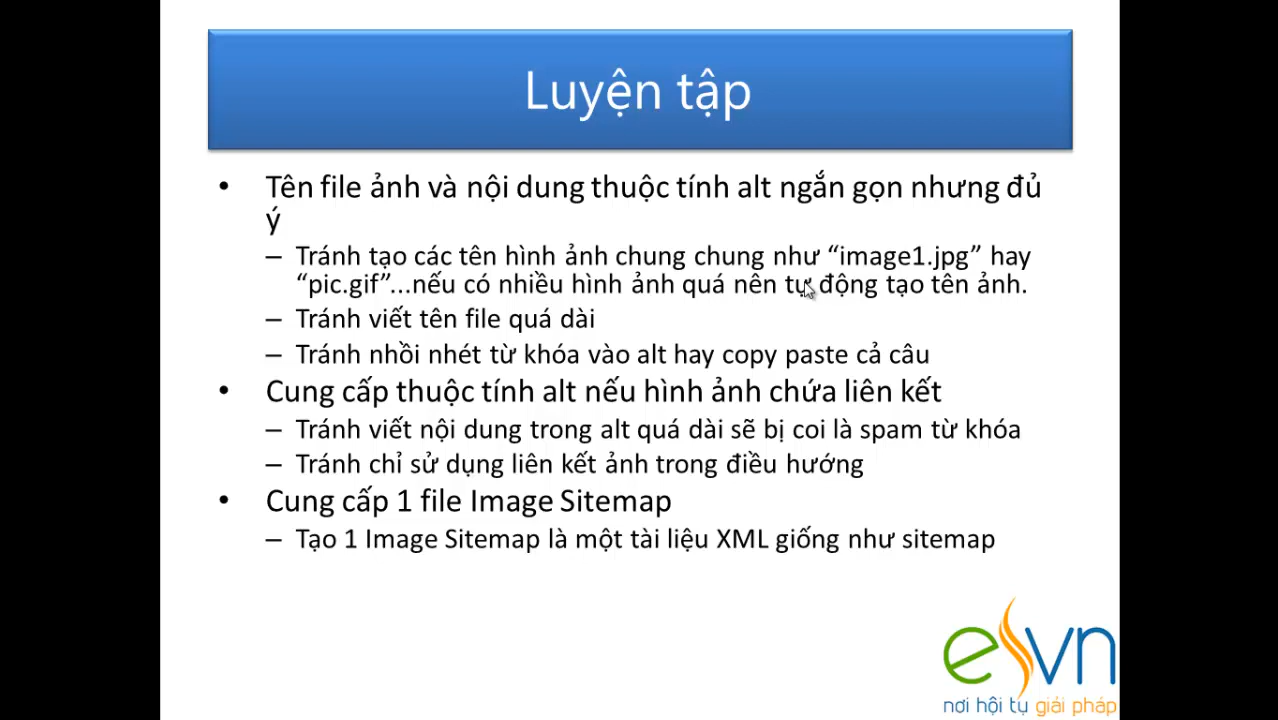 Luyện tập
• Tên file ảnh và nội dung thuộc tính alt ngắn gọn nhưng đủ
ý
– Tránh tạo các tên hình ảnh chung chung như “image1.jpg” hay
“pic.gif”...nếu có nhiều hình ảnh quá nên tự động tạo tên ảnh.
– Tránh viết tên file quá dài
– Tránh nhồi nhét từ khóa vào alt hay copy paste cả câu
• Cung cấp thuộc tính alt nếu hình ảnh chứa liên kết
– Tránh viết nội dung trong alt quá dài sẽ bị coi là spam từ khóa
– Tránh chỉ sử dụng liên kết ảnh trong điều hướng
• Cung cấp 1 file Image Sitemap
– Tạo 1 Image Sitemap là một tài liệu XML giống như sitemap
esvn
nơi hội tụ giải pháp